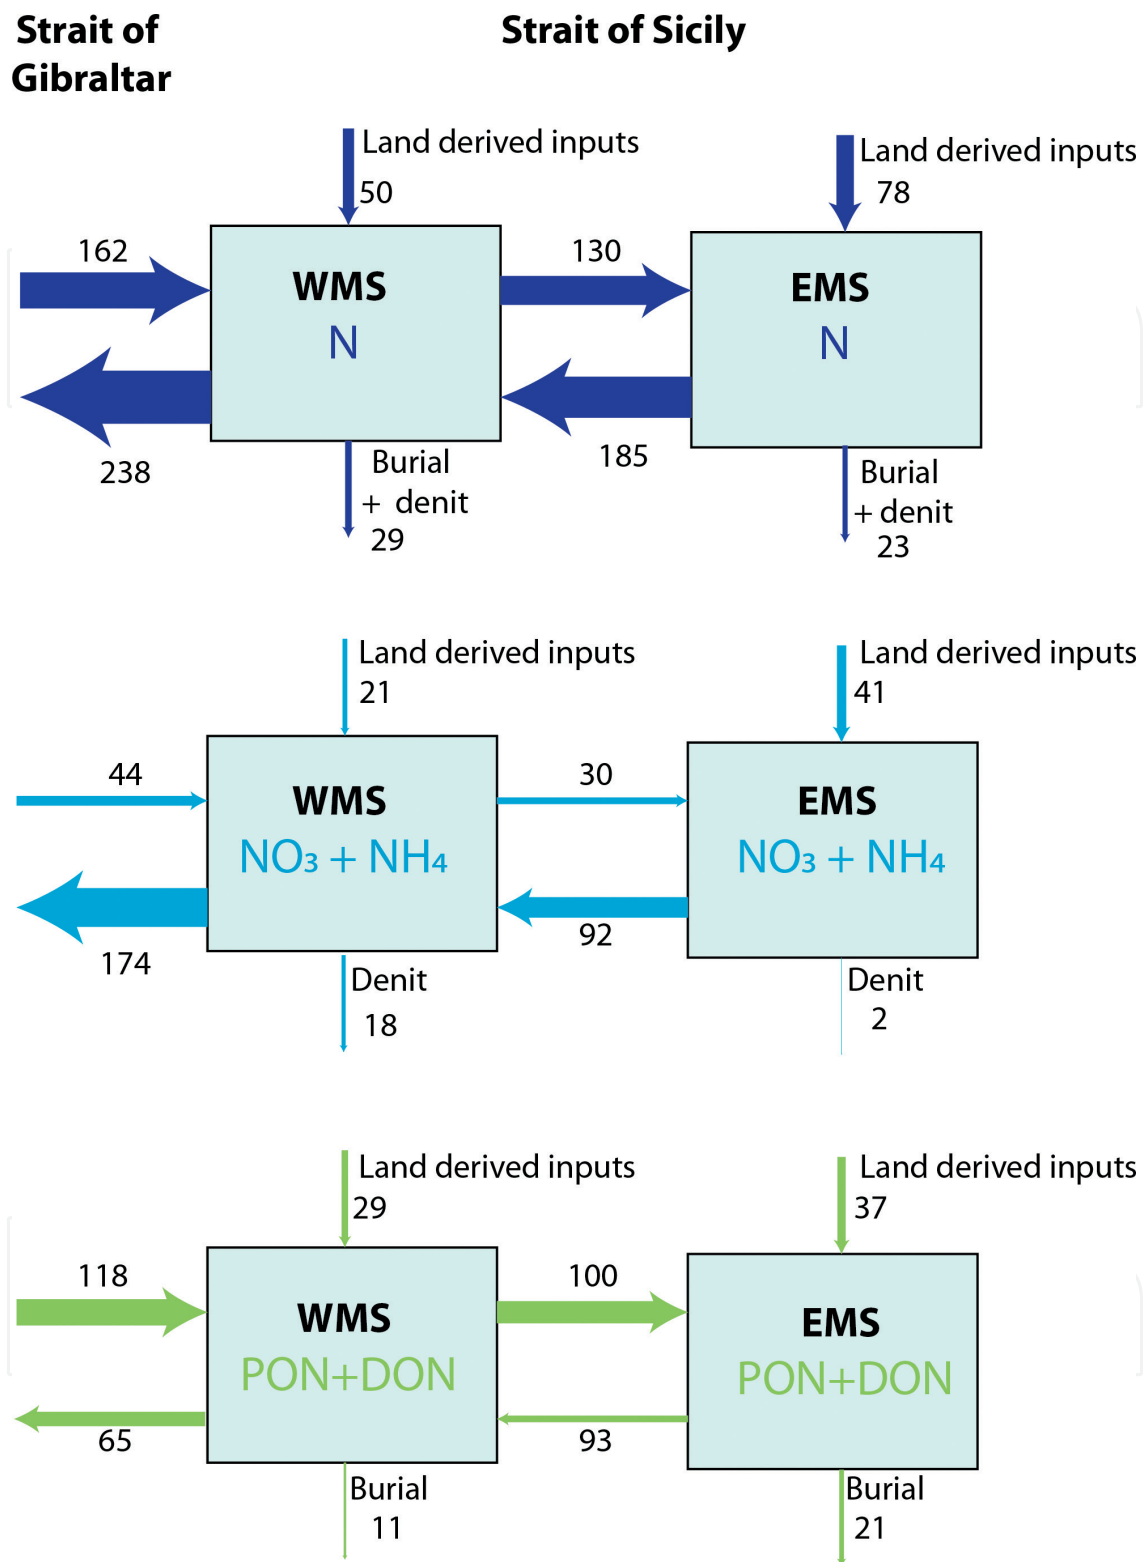 Strait of
Gibraltar
Strait of Sicily
Land derived inputs
50
Land derived inputs
78
162
130
WMS
N
EMS
N
238
185
Burial
+ denit
29
Burial
+ denit
23
Land derived inputs
21
Land derived inputs
41
44
30
WMS
NO₃ + NH₄
EMS
NO₃ + NH₄
174
92
Denit
18
Denit
2
Land derived inputs
29
Land derived inputs
37
118
100
WMS
PON+DON
EMS
PON+DON
65
93
Burial
11
Burial
21